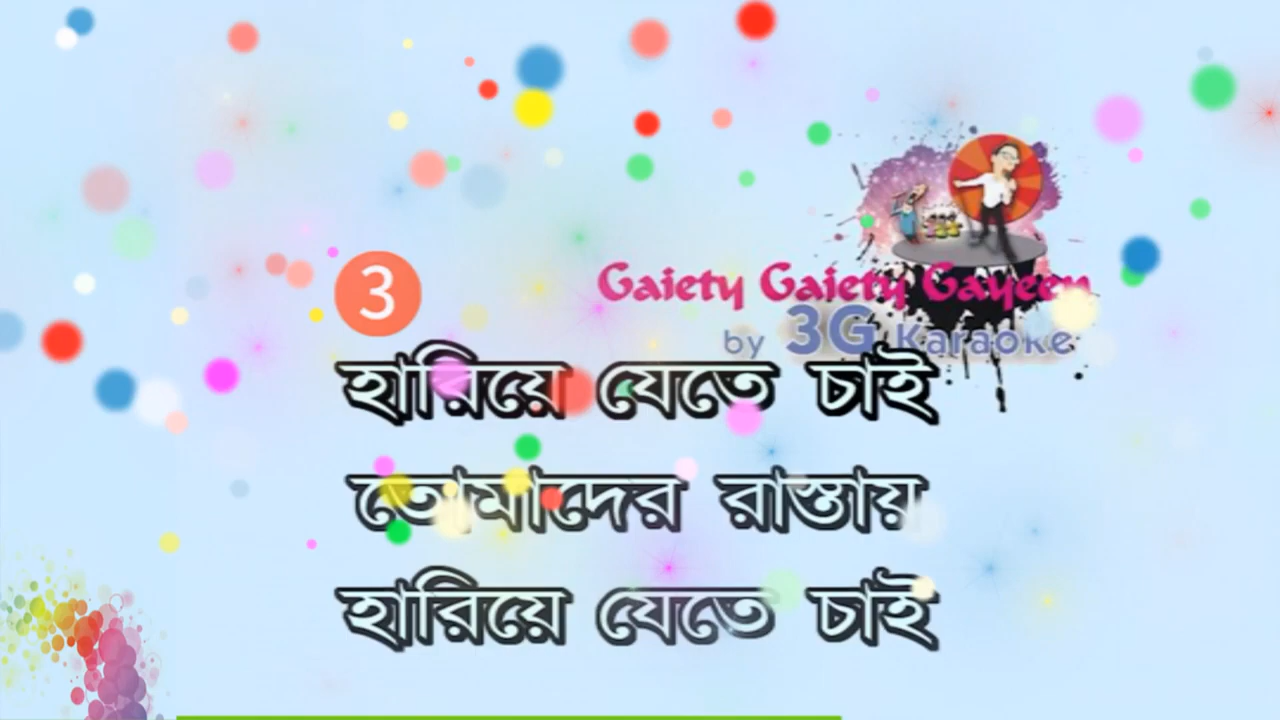 3
Gaiety Gaiety Gayeen
by 3G Karaoke
হারিয়ে যেতে চাই
তোমাদের রাস্তায়
হারিয়ে যেতে চাই